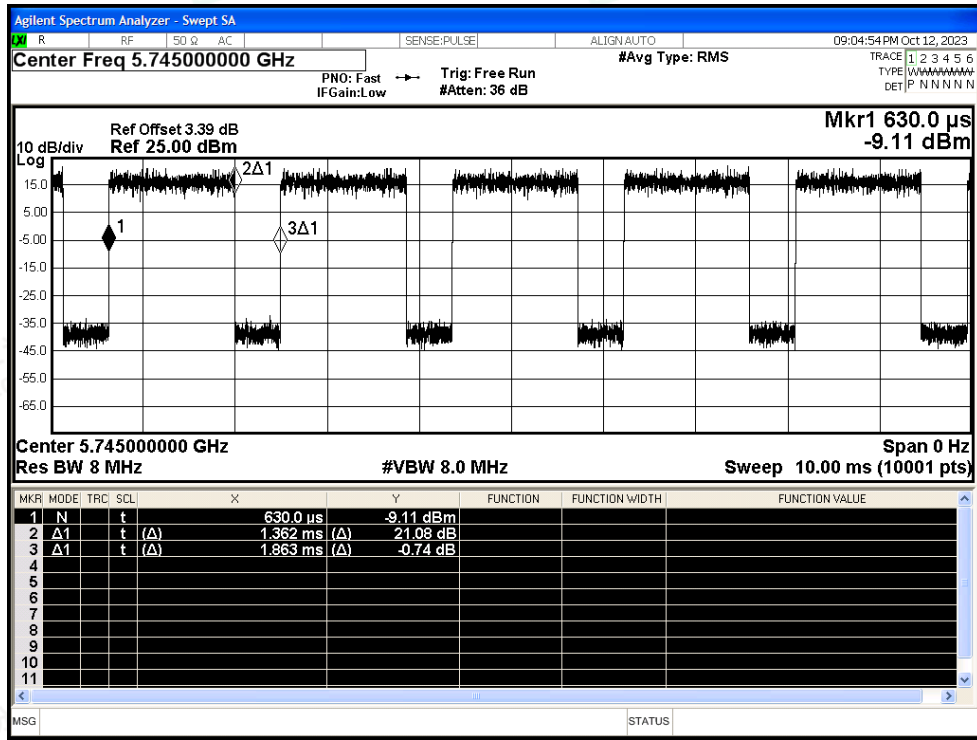 Agilent Spectrum Analyzer - Swept SA
LXI R RF 50 Ω AC SENSE:PULSE ALIGN AUTO 09:04:54 PM Oct 12, 2023
Center Freq 5.745000000 GHz #Avg Type: RMS TRACE 1 2 3 4 5 6
PNO: Fast Trig: Free Run TYPE WWWWWW
IFGain:Low #Atten: 36 dB DET P N N N N N
Mkr1 630.0 µs
Ref Offset 3.39 dB
10 dB/div Ref 25.00 dBm -9.11 dBm
Log
2Δ1
15.0
5.00
1
3Δ1
-5.00
-15.0
-25.0
-35.0
-45.0
-55.0
-65.0
Center 5.745000000 GHz Span 0 Hz
Res BW 8 MHz #VBW 8.0 MHz Sweep 10.00 ms (10001 pts)
MKR MODE TRC SCL X Y FUNCTION FUNCTION WIDTH FUNCTION VALUE
1 N t 630.0 µs -9.11 dBm
2 Δ1 t (Δ) 1.362 ms (Δ) 21.08 dB
3 Δ1 t (Δ) 1.863 ms (Δ) -0.74 dB
4
5
6
7
8
9
10
11
MSG STATUS